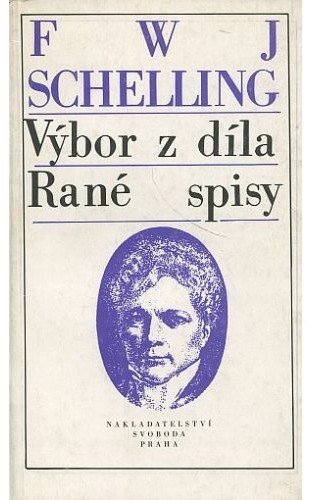 F W J
SCHELLING
Výbor z díla
Rané spisy
NAKLADATELSTVÍ
SVOBODA
PRAHA